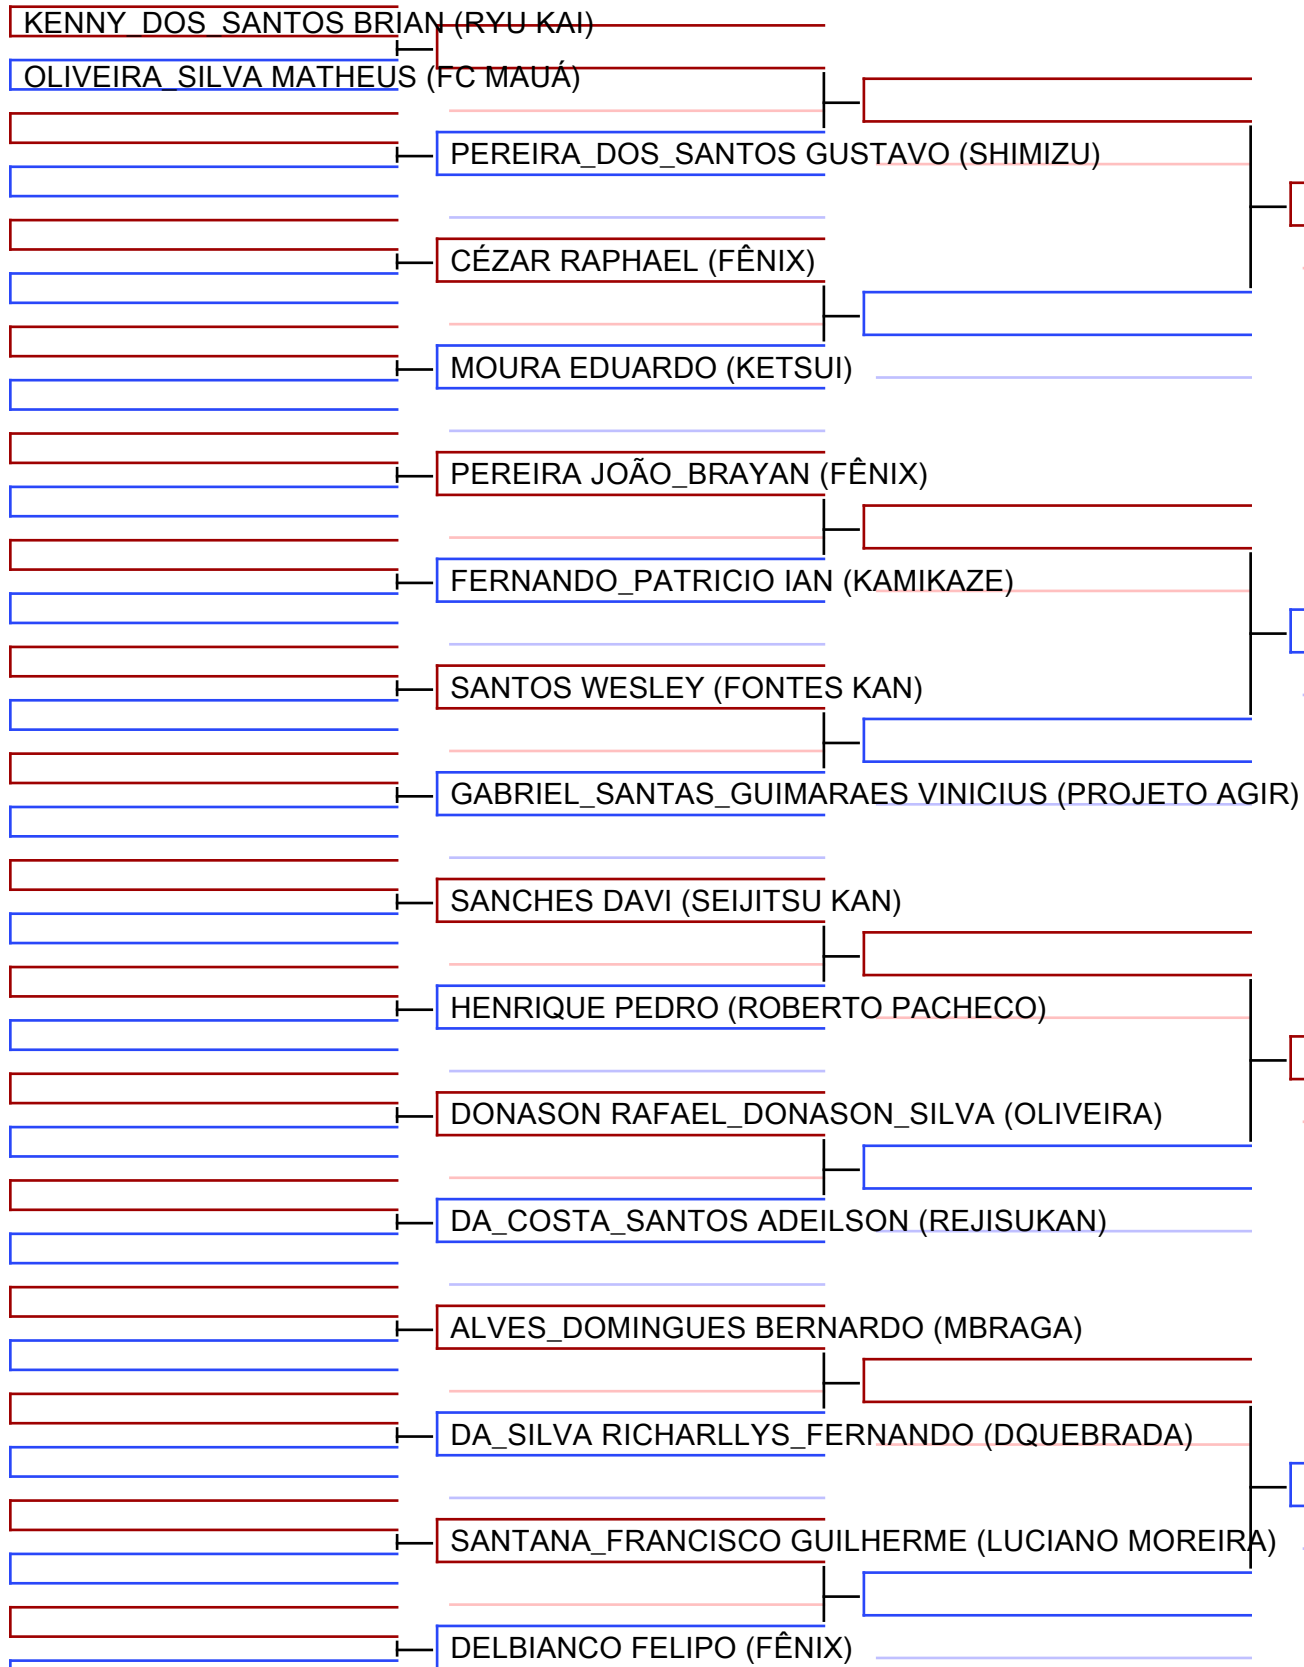 KENNY_DOS_SANTOS BRIAN (RYU KAI)
OLIVEIRA_SILVA MATHEUS (FC MAUÁ)
PEREIRA_DOS_SANTOS GUSTAVO (SHIMIZU)
CÉZAR RAPHAEL (FÊNIX)
MOURA EDUARDO (KETSUI)
PEREIRA JOÃO_BRAYAN (FÊNIX)
FERNANDO_PATRICIO IAN (KAMIKAZE)
SANTOS WESLEY (FONTES KAN)
GABRIEL_SANTAS_GUIMARAES VINICIUS (PROJETO AGIR)
SANCHES DAVI (SEIJITSU KAN)
HENRIQUE PEDRO (ROBERTO PACHECO)
DONASON RAFAEL_DONASON_SILVA (OLIVEIRA)
DA_COSTA_SANTOS ADEILSON (REJISUKAN)
ALVES_DOMINGUES BERNARDO (MBRAGA)
DA_SILVA RICHARLLYS_FERNANDO (DQUEBRADA)
SANTANA_FRANCISCO GUILHERME (LUCIANO MOREIRA)
DELBIANCO FELIPO (FÊNIX)